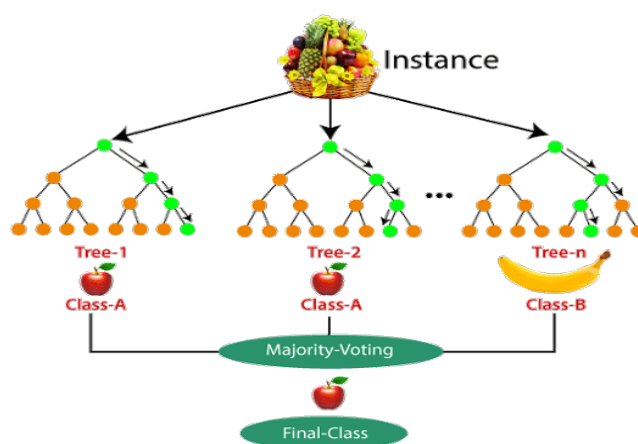 Instance
Tree-1
Tree-2
Tree-n
Class-A
Class-A
Class-B
Majority-Voting
Final-Class